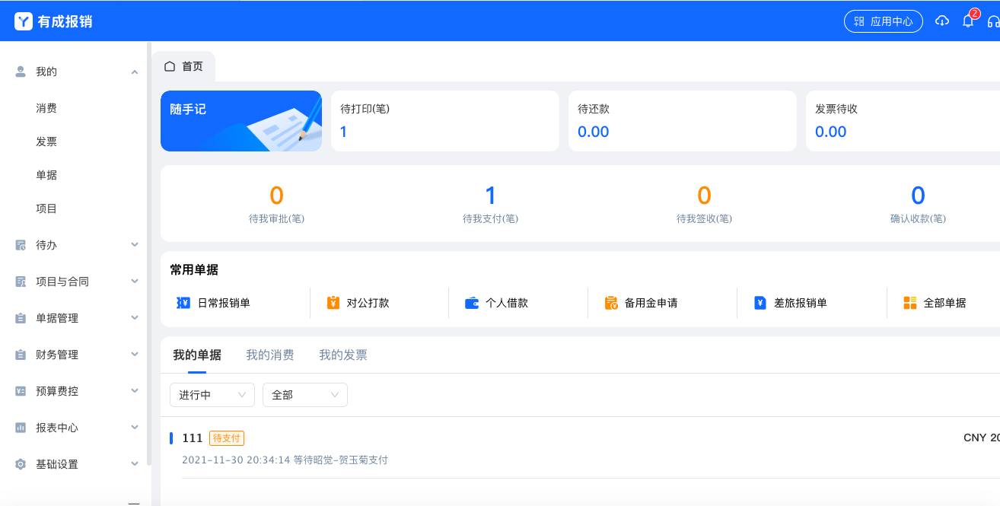 有成报销
应用中心
2
我的
消费
发票
单据
项目
待办
项目与合同
单据管理
财务管理
预算费控
报表中心
基础设置
首页
随手记
待打印(笔)
1
待还款
0.00
发票待收
0.00
0
待我审批(笔)
1
待我支付(笔)
0
待我签收(笔)
0
确认收款(笔)
常用单据
日常报销单
对公打款
个人借款
备用金申请
差旅报销单
全部单据
我的单据 我的消费 我的发票
进行中 全部
111 待支付 CNY 20
2021-11-30 20:34:14 等待昭觉-贺玉菊支付